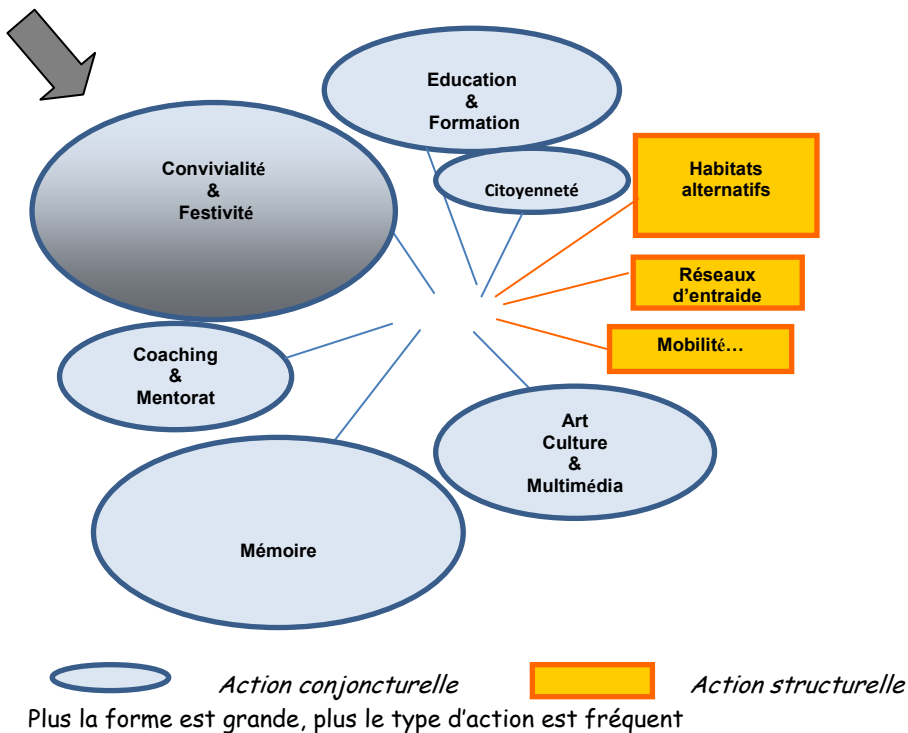 Education
&
Formation
Convivialité
&
Festivité
Citoyenneté
Habitats
alternatifs
Réseaux
d'entraide
Mobilité…
Coaching
&
Mentorat
Art
Culture
&
Multimédia
Mémoire
Action conjoncturelle
Action structurelle
Plus la forme est grande, plus le type d'action est fréquent